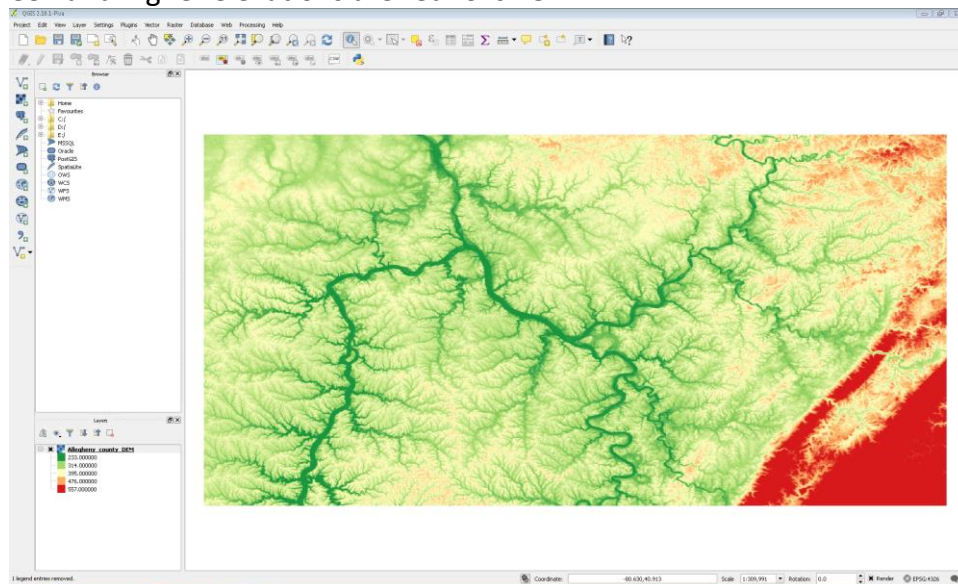 QGIS 2.18.1-Pisa
Project Edit View Layer Settings Plugins Vector Raster Database Web Processing Help
Browser
Home
Favourites
C:/
D:/
E:/
MSSQL
Oracle
PostGIS
SpatiaLite
OWS
WCS
WFS
WMS
Layers
Allegheny_county_DEM
233.000000
314.000000
395.000000
476.000000
557.000000
1 legend entries removed.
Coordinate: -80.630,40.913 Scale 1:309,991 Rotation: 0.0 Render EPSG:4326